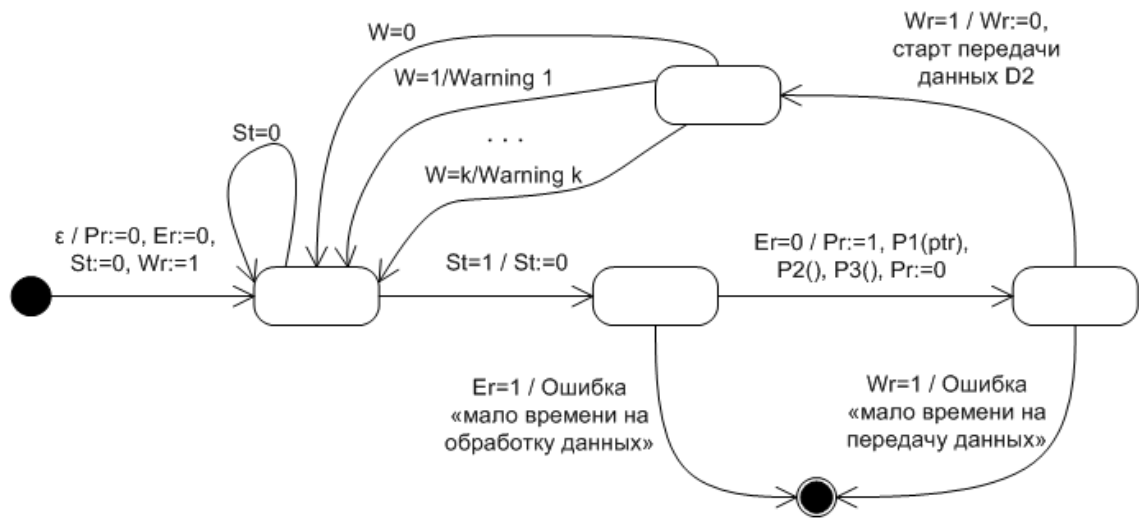 Wr=1 / Wr:=0,
старт передачи
данных D2
W=0
W=1/Warning 1
. . .
W=k/Warning k
St=0
ε / Pr:=0, Er:=0,
St:=0, Wr:=1
St=1 / St:=0
Er=0 / Pr:=1, P1(ptr),
P2(), P3(), Pr:=0
Er=1 / Ошибка
«мало времени на
обработку данных»
Wr=1 / Ошибка
«мало времени на
передачу данных»